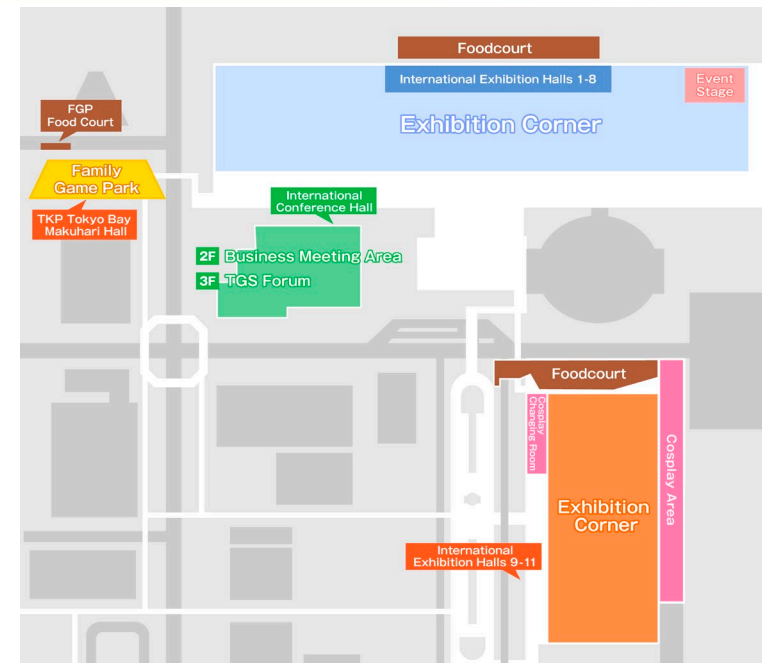 Foodcourt
International Exhibition Halls 1-8
Event
Stage
Exhibition Corner
FGP
Food Court
Family
Game Park
TKP Tokyo Bay
Makuhari Hall
International
Conference Hall
2F Business Meeting Area
3F TGS Forum
Foodcourt
Cosplay
Changing Room
Cosplay Area
Exhibition
Corner
International
Exhibition Halls 9-11